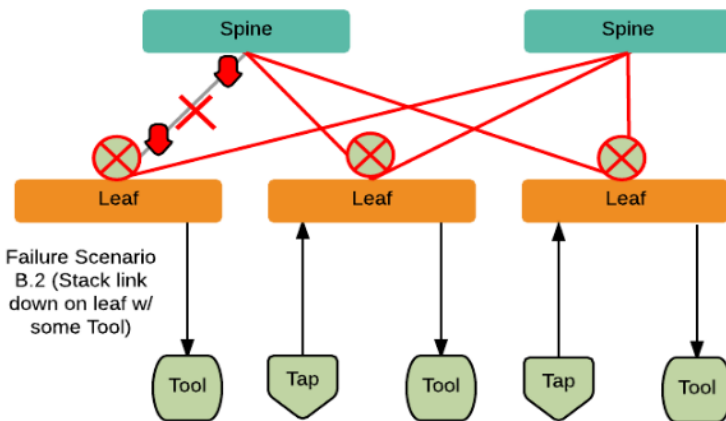 Spine
Spine
Leaf
Leaf
Leaf
Failure Scenario
B.2 (Stack link
down on leaf w/
some Tool)
Tool
Tap
Tool
Tap
Tool